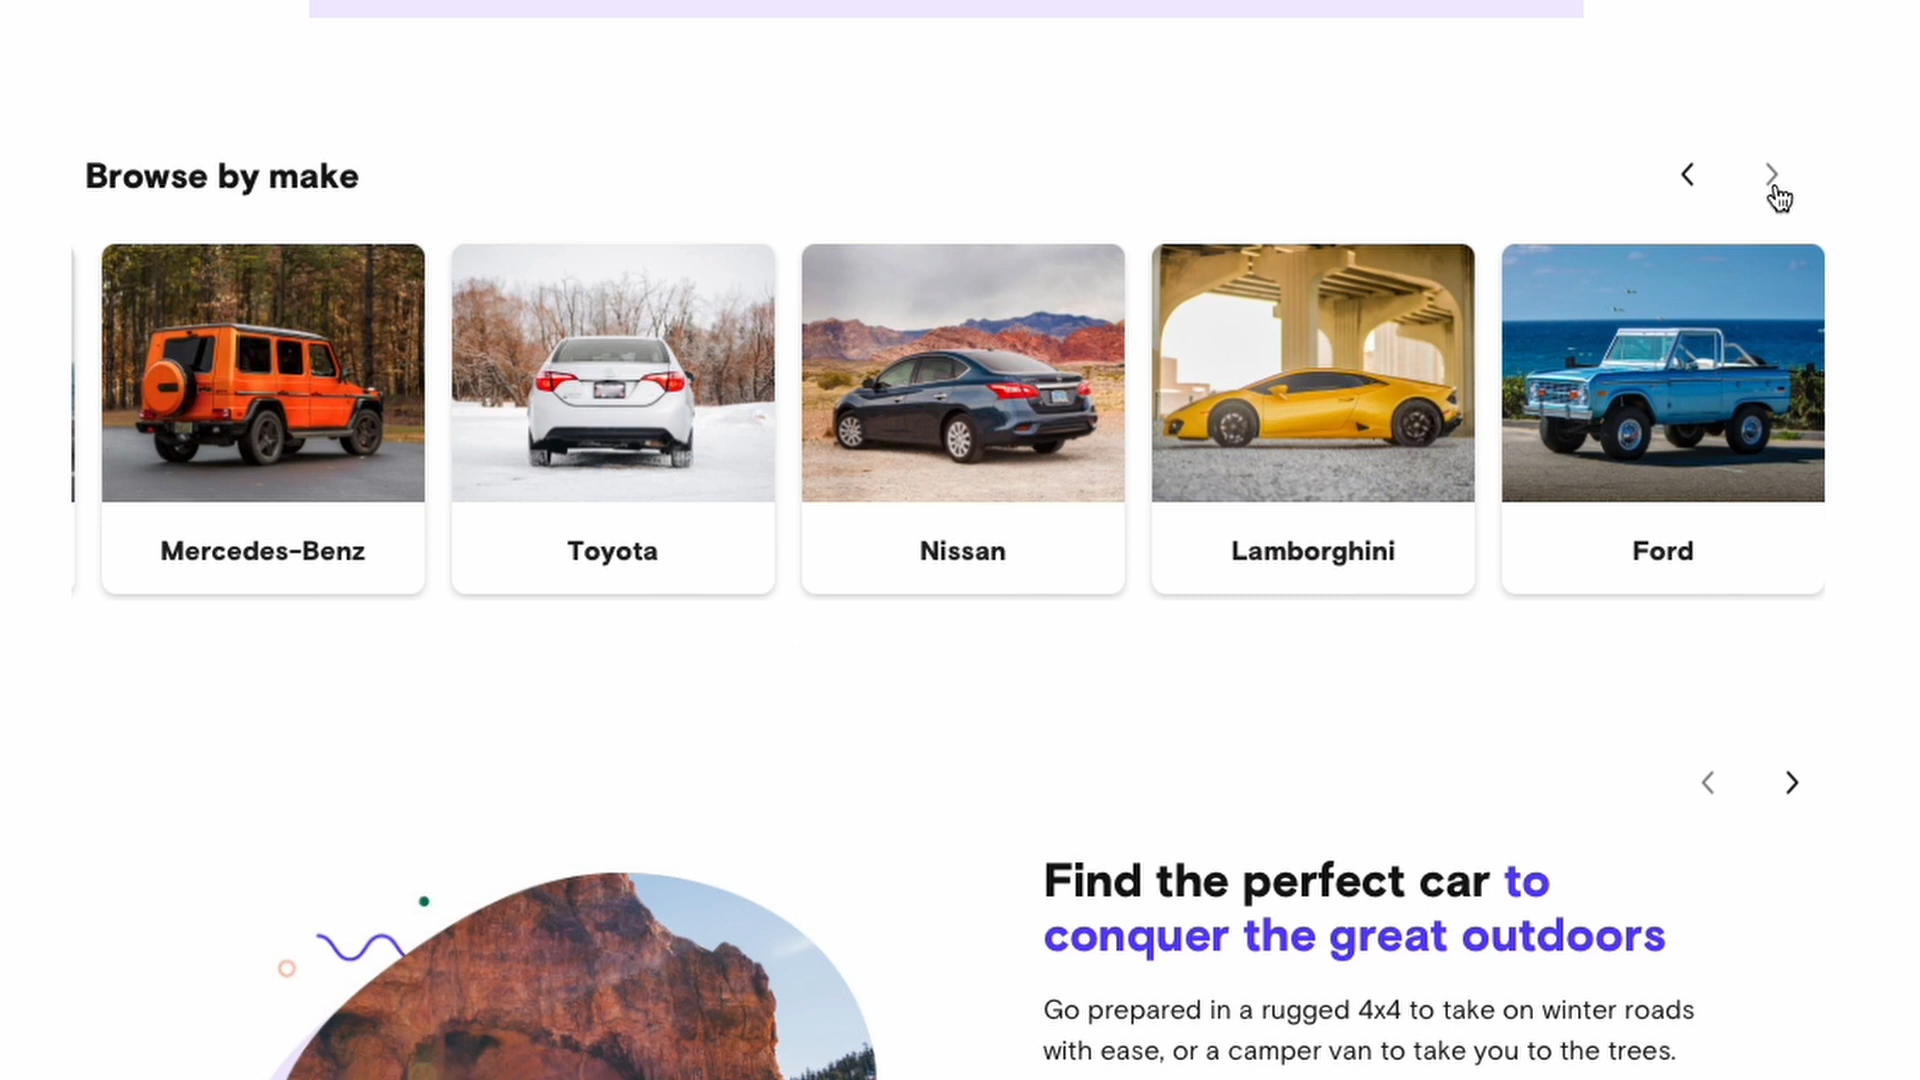 Browse by make
Mercedes-Benz
Toyota
Nissan
Lamborghini
Ford
Find the perfect car to
conquer the great outdoors
Go prepared in a rugged 4x4 to take on winter roads
with ease, or a camper van to take you to the trees.